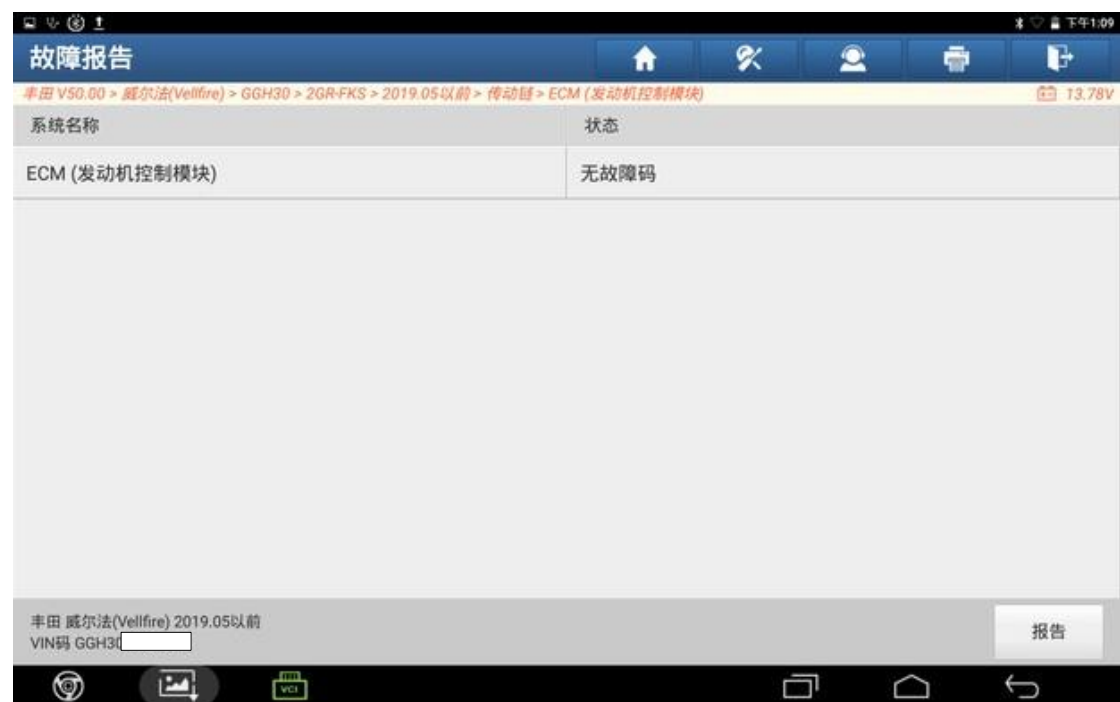 下午1:09
故障报告
丰田 V50.00 > 威尔法(Vellfire) > GGH30 > 2GR-FKS > 2019.05以前 > 传动链 > ECM (发动机控制模块) 13.78V
系统名称 状态
ECM (发动机控制模块) 无故障码
丰田 威尔法(Vellfire) 2019.05以前
VIN码 GGH30
报告
VCI